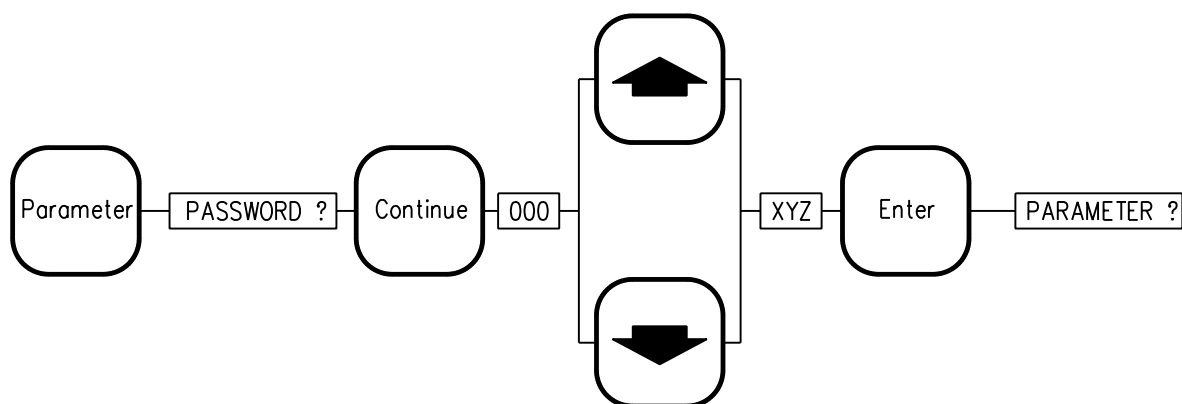 Parameter
PASSWORD ?
Continue
000
XYZ
Enter
PARAMETER ?